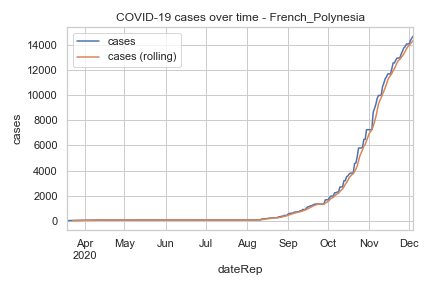 COVID-19 cases over time - French_Polynesia
cases
cases (rolling)
14000
12000
10000
8000
6000
4000
2000
0
cases
Apr May Jun Jul Aug Sep Oct Nov Dec
2020
dateRep